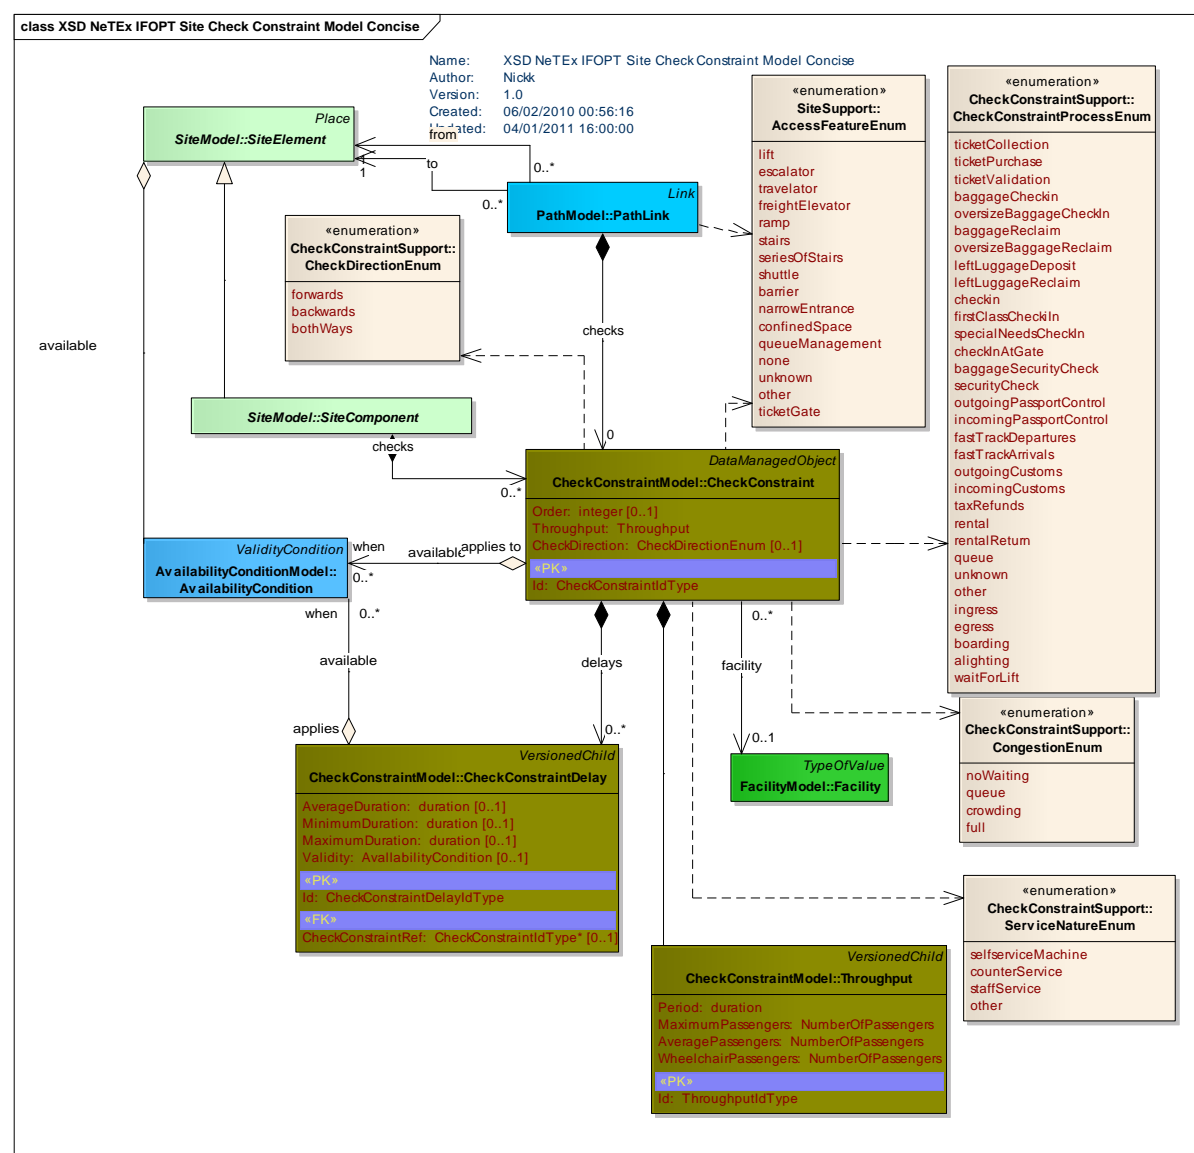 class XSD NeTEx IFOPT Site Check Constraint Model Concise
Name: XSD NeTEx IFOPT Site Check Constraint Model Concise
Author: Nickk
Version: 1.0
Created: 06/02/2010 00:56:16
Updated: 04/01/2011 16:00:00
Place
SiteModel::SiteElement
from
to
1
1
0..*
0..*
Link
PathModel::PathLink
«enumeration»
SiteSupport::
AccessFeatureEnum
lift
escalator
travelator
freightElevator
ramp
stairs
seriesOfStairs
shuttle
barrier
narrowEntrance
confinedSpace
queueManagement
none
unknown
other
ticketGate
«enumeration»
CheckConstraintSupport::
CheckConstraintProcessEnum
ticketCollection
ticketPurchase
ticketValidation
baggageCheckin
oversizeBaggageCheckIn
baggageReclaim
oversizeBaggageReclaim
leftLuggageDeposit
leftLuggageReclaim
checkin
firstClassCheckIn
specialNeedsCheckIn
checkInAtGate
baggageSecurityCheck
securityCheck
outgoingPassportControl
incomingPassportControl
fastTrackDepartures
fastTrackArrivals
outgoingCustoms
incomingCustoms
taxRefunds
rental
rentalReturn
queue
unknown
other
ingress
egress
boarding
alighting
waitForLift
«enumeration»
CheckConstraintSupport::
CheckDirectionEnum
forwards
backwards
bothWays
available
checks
0
SiteModel::SiteComponent
checks
0..*
DataManagedObject
CheckConstraintModel::CheckConstraint
Order: integer [0..1]
Throughput: Throughput
CheckDirection: CheckDirectionEnum [0..1]
«PK»
Id: CheckConstraintIdType
ValidityCondition
AvailabilityConditionModel::
AvailabilityCondition
when
0..*
available
applies to
when
0..*
available
applies
delays
0..*
facility
0..*
0..1
VersionedChild
CheckConstraintModel::CheckConstraintDelay
AverageDuration: duration [0..1]
MinimumDuration: duration [0..1]
MaximumDuration: duration [0..1]
Validity: AvailabilityCondition [0..1]
«PK»
Id: CheckConstraintDelayIdType
«FK»
CheckConstraintRef: CheckConstraintIdType* [0..1]
TypeOfValue
FacilityModel::Facility
«enumeration»
CheckConstraintSupport::
CongestionEnum
noWaiting
queue
crowding
full
«enumeration»
CheckConstraintSupport::
ServiceNatureEnum
selfserviceMachine
counterService
staffService
other
VersionedChild
CheckConstraintModel::Throughput
Period: duration
MaximumPassengers: NumberOfPassengers
AveragePassengers: NumberOfPassengers
WheelchairPassengers: NumberOfPassengers
«PK»
Id: ThroughputIdType